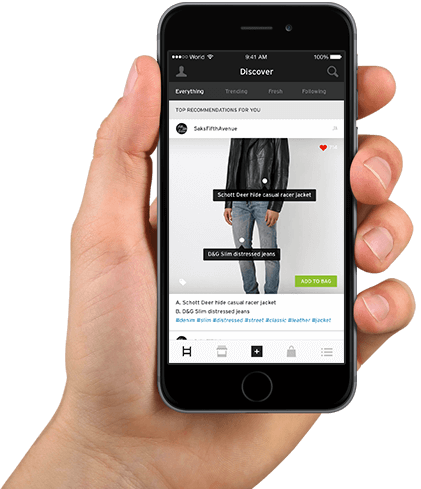 World
9:41 AM
100%
Discover
Everything
Trending
Fresh
Following
TOP RECOMMENDATIONS FOR YOU
SaksFifthAvenue
Schott Deer hide casual racer jacket
D&G Slim distressed jeans
ADD TO BAG
A. Schott Deer hide casual racer jacket
B. D&G Slim distressed jeans
#denim #slim #distressed #street #classic #leather #jacket